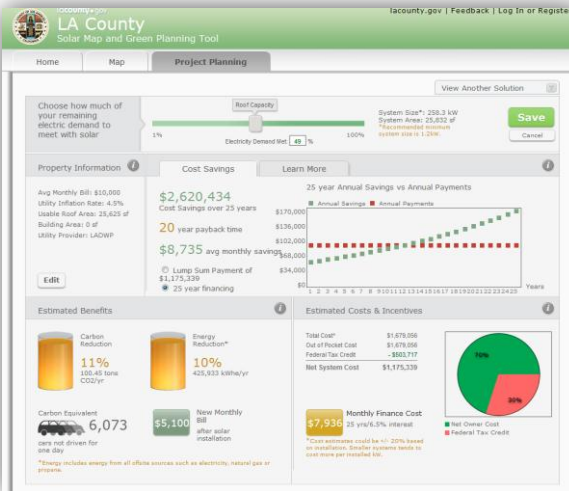 lacounty.gov
lacounty.gov | Feedback | Log In or Registe
LA County
Solar Map and Green Planning Tool
Home
Map
Project Planning
View Another Solution
Choose how much of
your remaining
electric demand to
meet with solar
Roof Capacity
1%
100%
Electricity Demand Met: 49 %
System Size*: 258.3 kW
System Area: 25,832 sf
*Recommended minimum
system size is 1.2kW.
Save
Cancel
Property Information
Cost Savings
Learn More
Avg Monthly Bill: $10,000
Utility Inflation Rate: 4.5%
Usable Roof Area: 25,625 sf
Building Area: 0 sf
Utility Provider: LADWP
Edit
$2,620,434
Cost Savings over 25 years
20 year payback time
$8,735 avg monthly savings
Lump Sum Payment of
$1,175,339
25 year financing
25 year Annual Savings vs Annual Payments
Annual Savings Annual Payments
$170,000
$136,000
$102,000
$68,000
$34,000
$0
1 2 3 4 5 6 7 8 9 10 11 12 13 14 15 16 17 18 19 20 21 22 23 24 25
Years
Estimated Benefits
Carbon
Reduction
11%
100.45 tons
CO2/yr
Energy
Reduction*
10%
425,933 kWhs/yr
Carbon Equivalent
6,073
cars not driven for
one day
$5,100
New Monthly
Bill
after solar
installation
*Energy includes energy from all offsite sources such as electricity, natural gas or
propane.
Estimated Costs & Incentives
Total Cost* $1,679,056
Out of Pocket Cost $1,679,056
Federal Tax Credit - $503,717
Net System Cost $1,175,339
70%
30%
$7,936
Monthly Finance Cost
25 yrs/6.5% interest
*Cost estimates could be +/- 20% based
on installation. Smaller systems tends to
cost more per installed kW.
Net Owner Cost
Federal Tax Credit